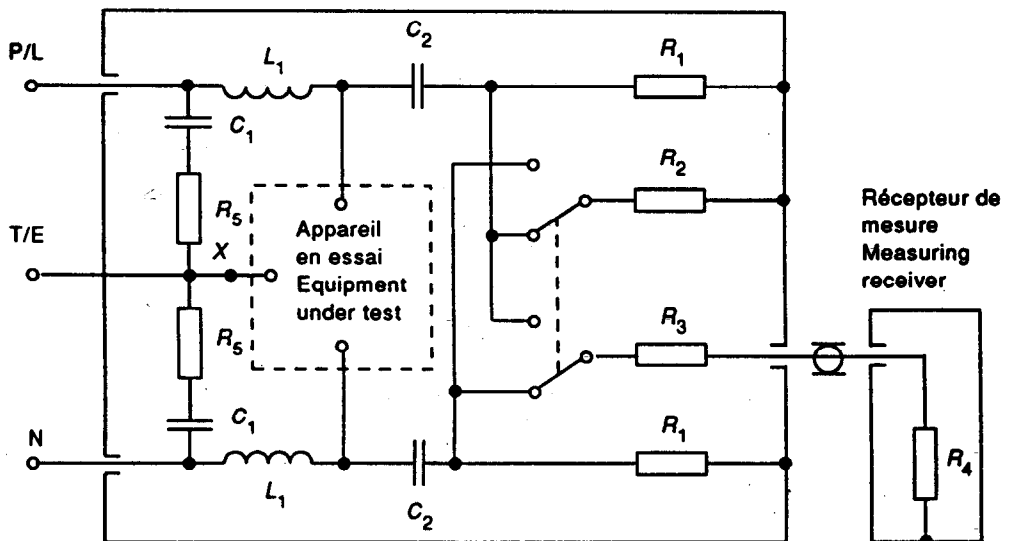 P/L
L1
C2
R1
C1
R5
R2
T/E
X
Appareil
en essai
Equipment
under test
Récepteur de
mesure
Measuring
receiver
R5
R3
C1
N
L1
C2
R1
R4